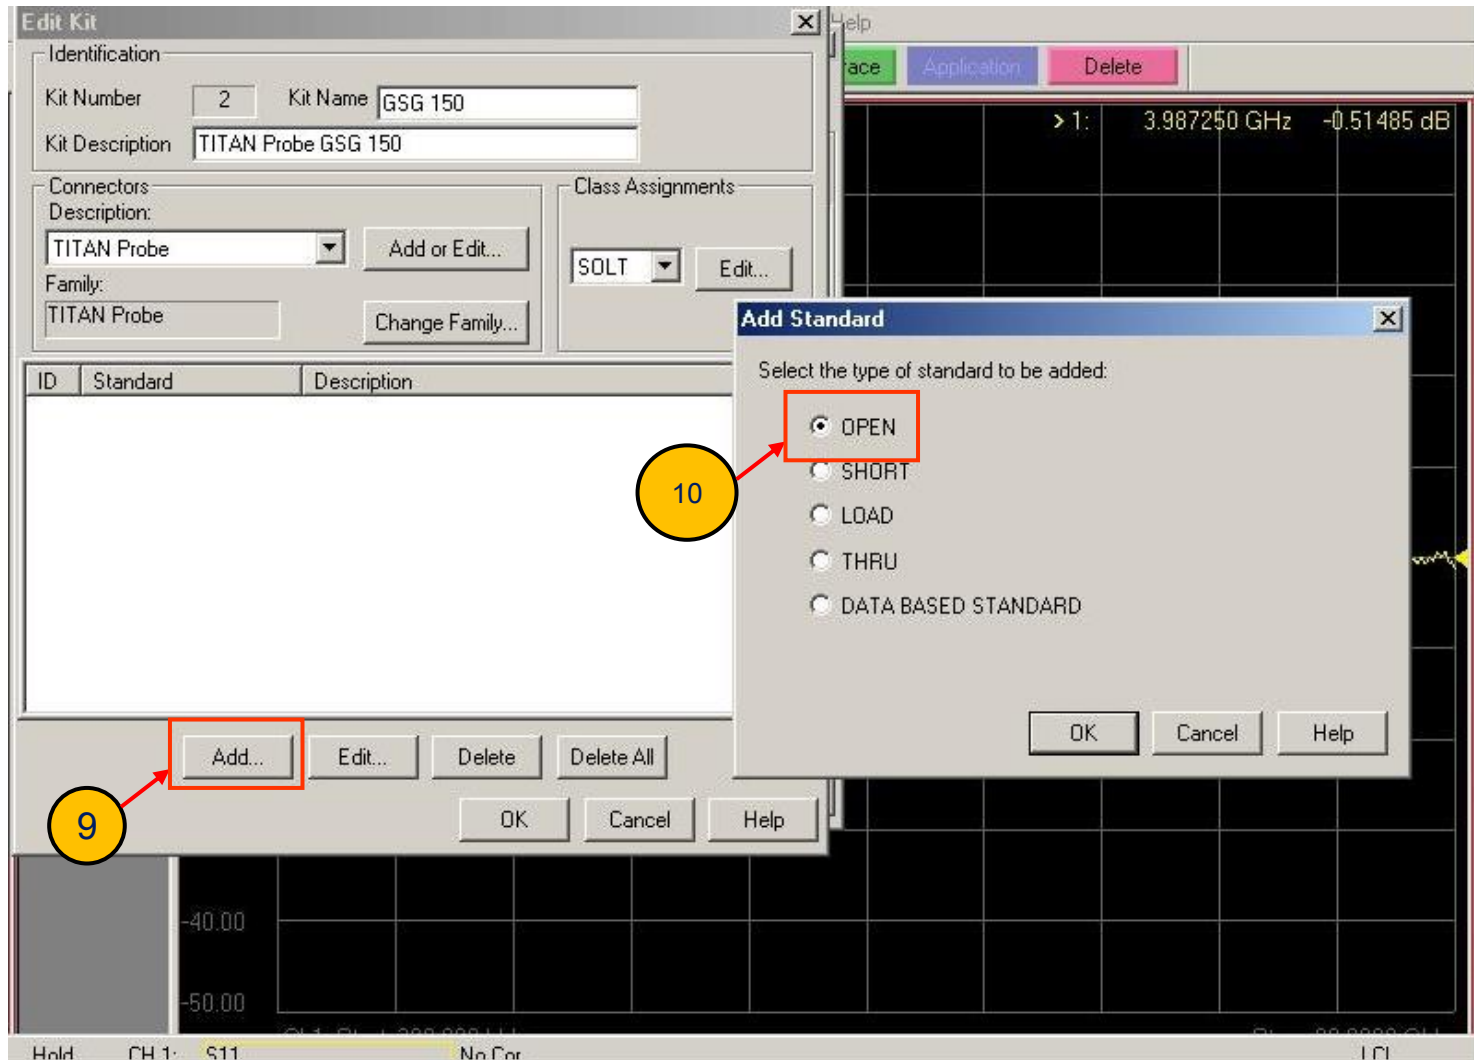 Edit Kit
Help
Identification
Kit Number 2 Kit Name GSG 150
Kit Description TITAN Probe GSG 150
Application Delete
> 1: 3.987250 GHz -0.51485 dB
Connectors
Description:
TITAN Probe
Add or Edit...
Family:
TITAN Probe
Change Family...
Class Assignments
SOLT Edit...
ID Standard Description
Add Standard
Select the type of standard to be added:
OPEN
SHORT
LOAD
THRU
DATA BASED STANDARD
10
OK Cancel Help
Add... Edit... Delete Delete All
9
OK Cancel Help
-40.00
-50.00
Hold CH 1: S11 No Cor LCL